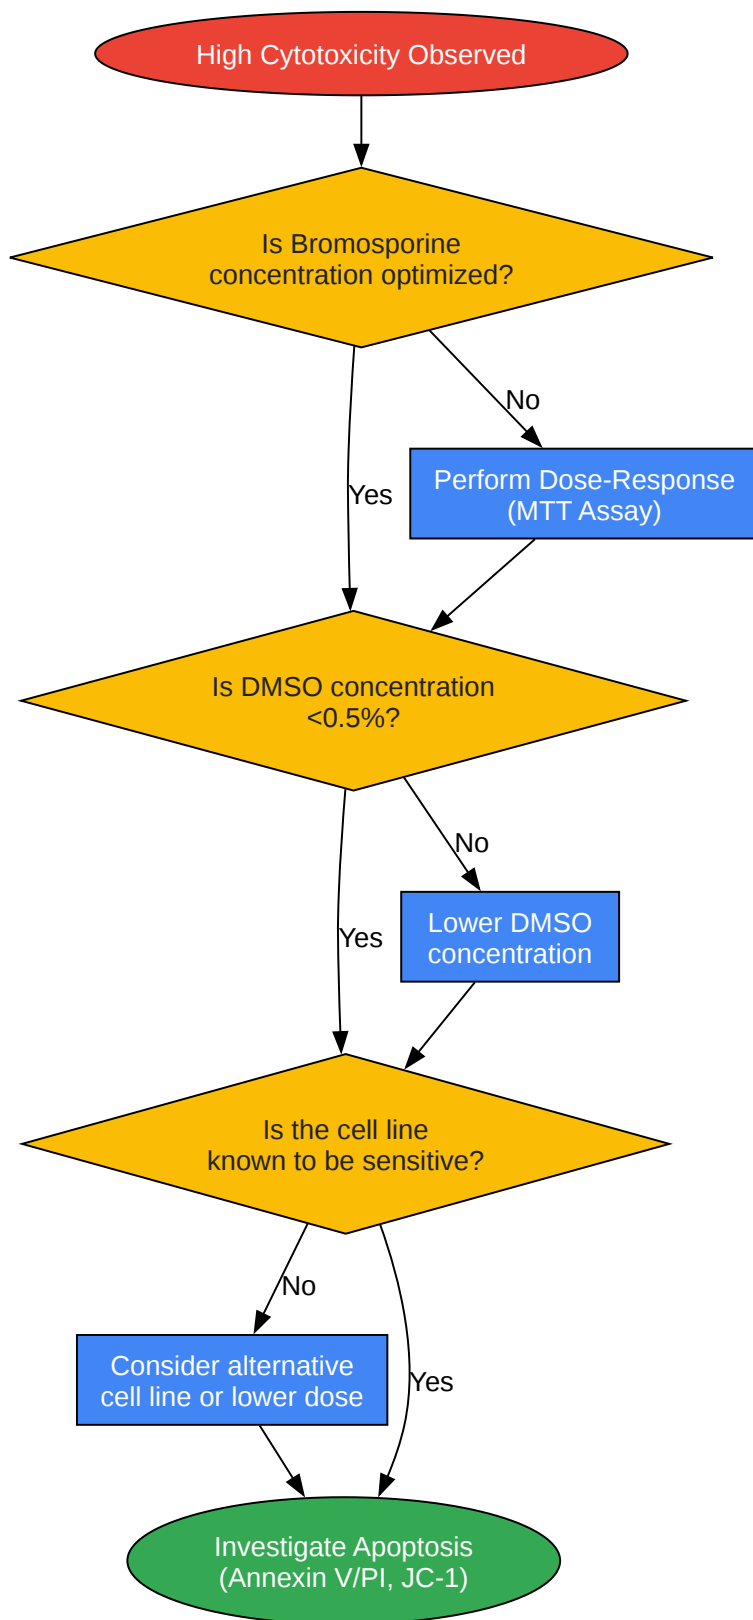 High Cytotoxicity Observed
Is Bromosporine
concentration optimized?
No
Perform Dose-Response
(MTT Assay)
Yes
Is DMSO concentration
<0.5%?
No
Lower DMSO
concentration
Yes
Is the cell line
known to be sensitive?
No
Consider alternative
cell line or lower dose
Yes
Investigate Apoptosis
(Annexin V/PI, JC-1)